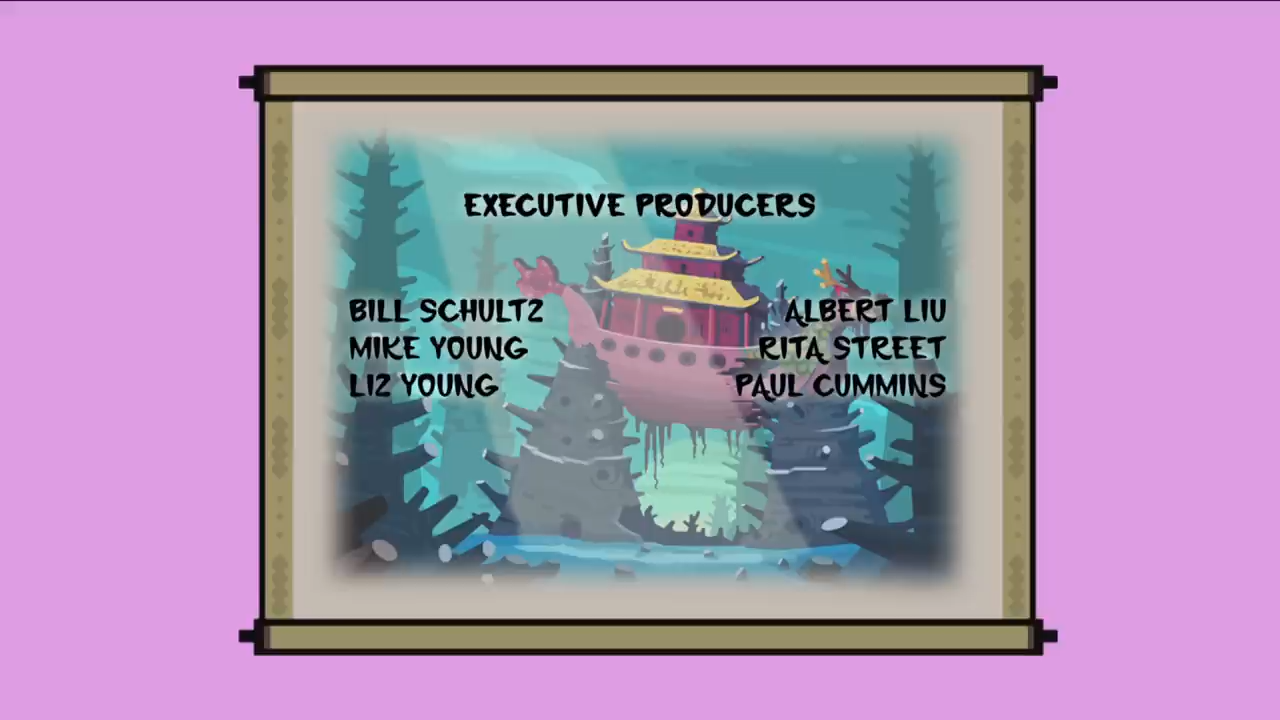 EXECUTIVE PRODUCERS
BILL SCHULTZ
MIKE YOUNG
LIZ YOUNG
ALBERT LIU
RITA STREET
PAUL CUMMINS